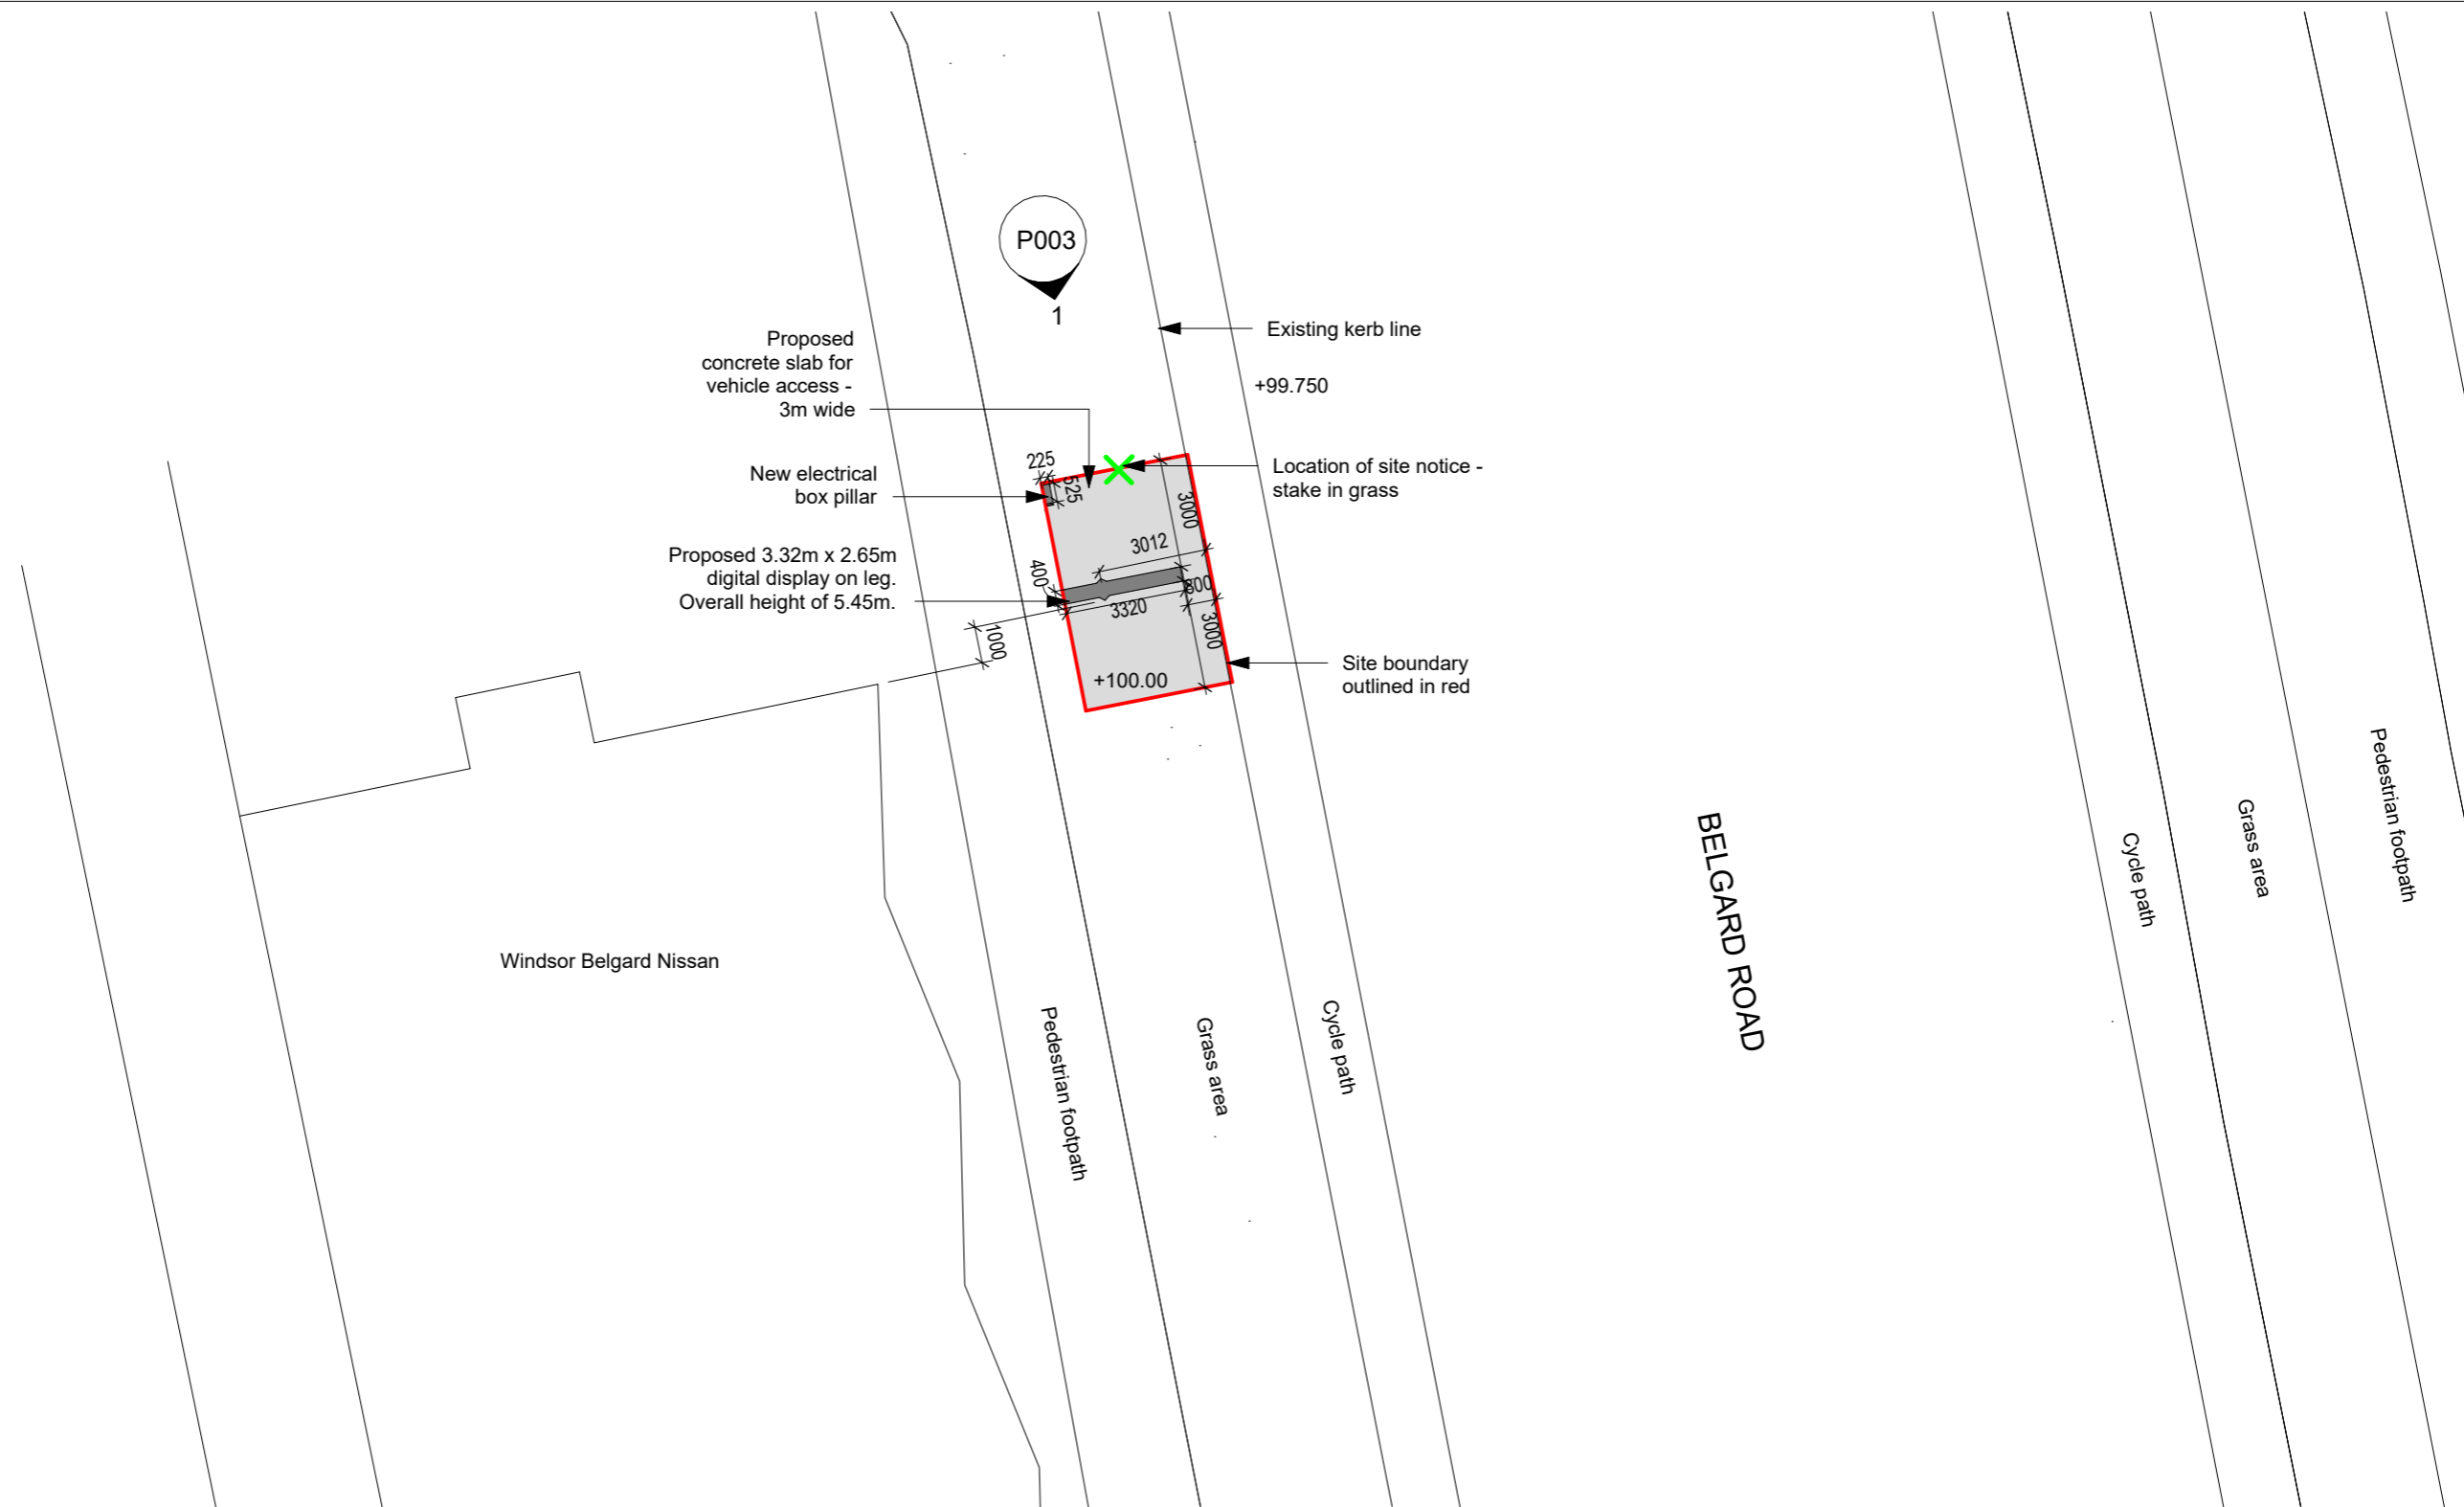 P003
1
Proposed
concrete slab for
vehicle access -
3m wide
Existing kerb line
+99.750
225
525
New electrical
box pillar
Location of site notice -
stake in grass
3000
3012
400
Proposed 3.32m x 2.65m
digital display on leg.
Overall height of 5.45m.
800
3320
3000
1000
+100.00
Site boundary
outlined in red
Windsor Belgard Nissan
Pedestrian footpath
Grass area
Cycle path
BELGARD ROAD
Cycle path
Grass area
Pedestrian footpath